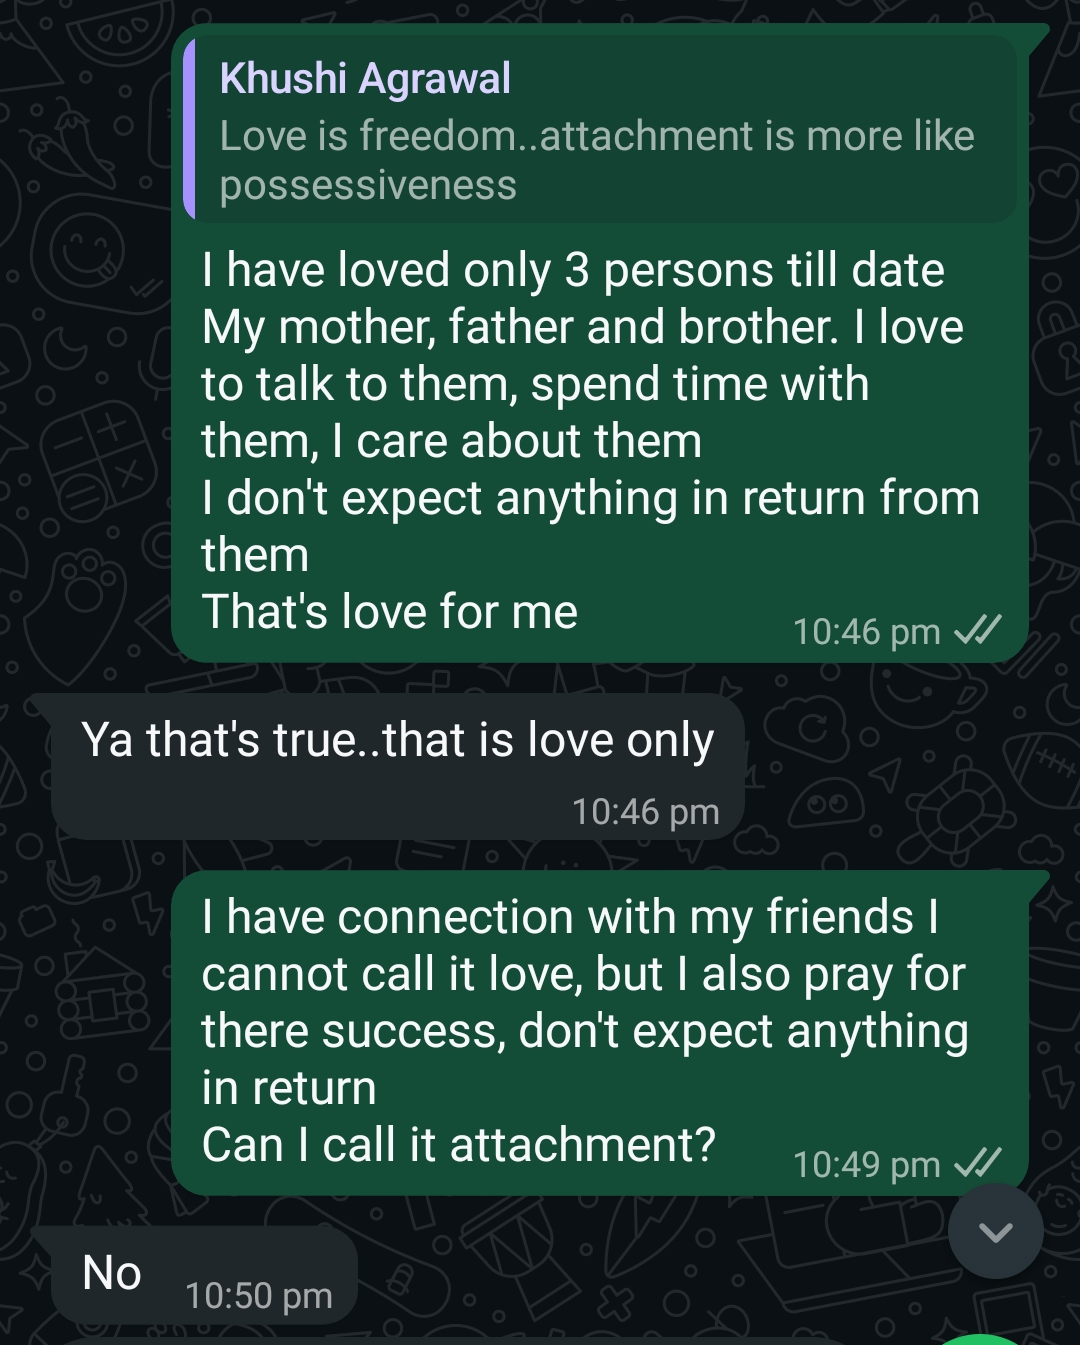 Khushi Agrawal
Love is freedom..attachment is more like
possessiveness
I have loved only 3 persons till date
My mother, father and brother. I love
to talk to them, spend time with
them, I care about them
I don't expect anything in return from
them
That's love for me
10:46 pm
Ya that's true..that is love only
10:46 pm
I have connection with my friends I
cannot call it love, but I also pray for
there success, don't expect anything
in return
Can I call it attachment?
10:49 pm
No
10:50 pm